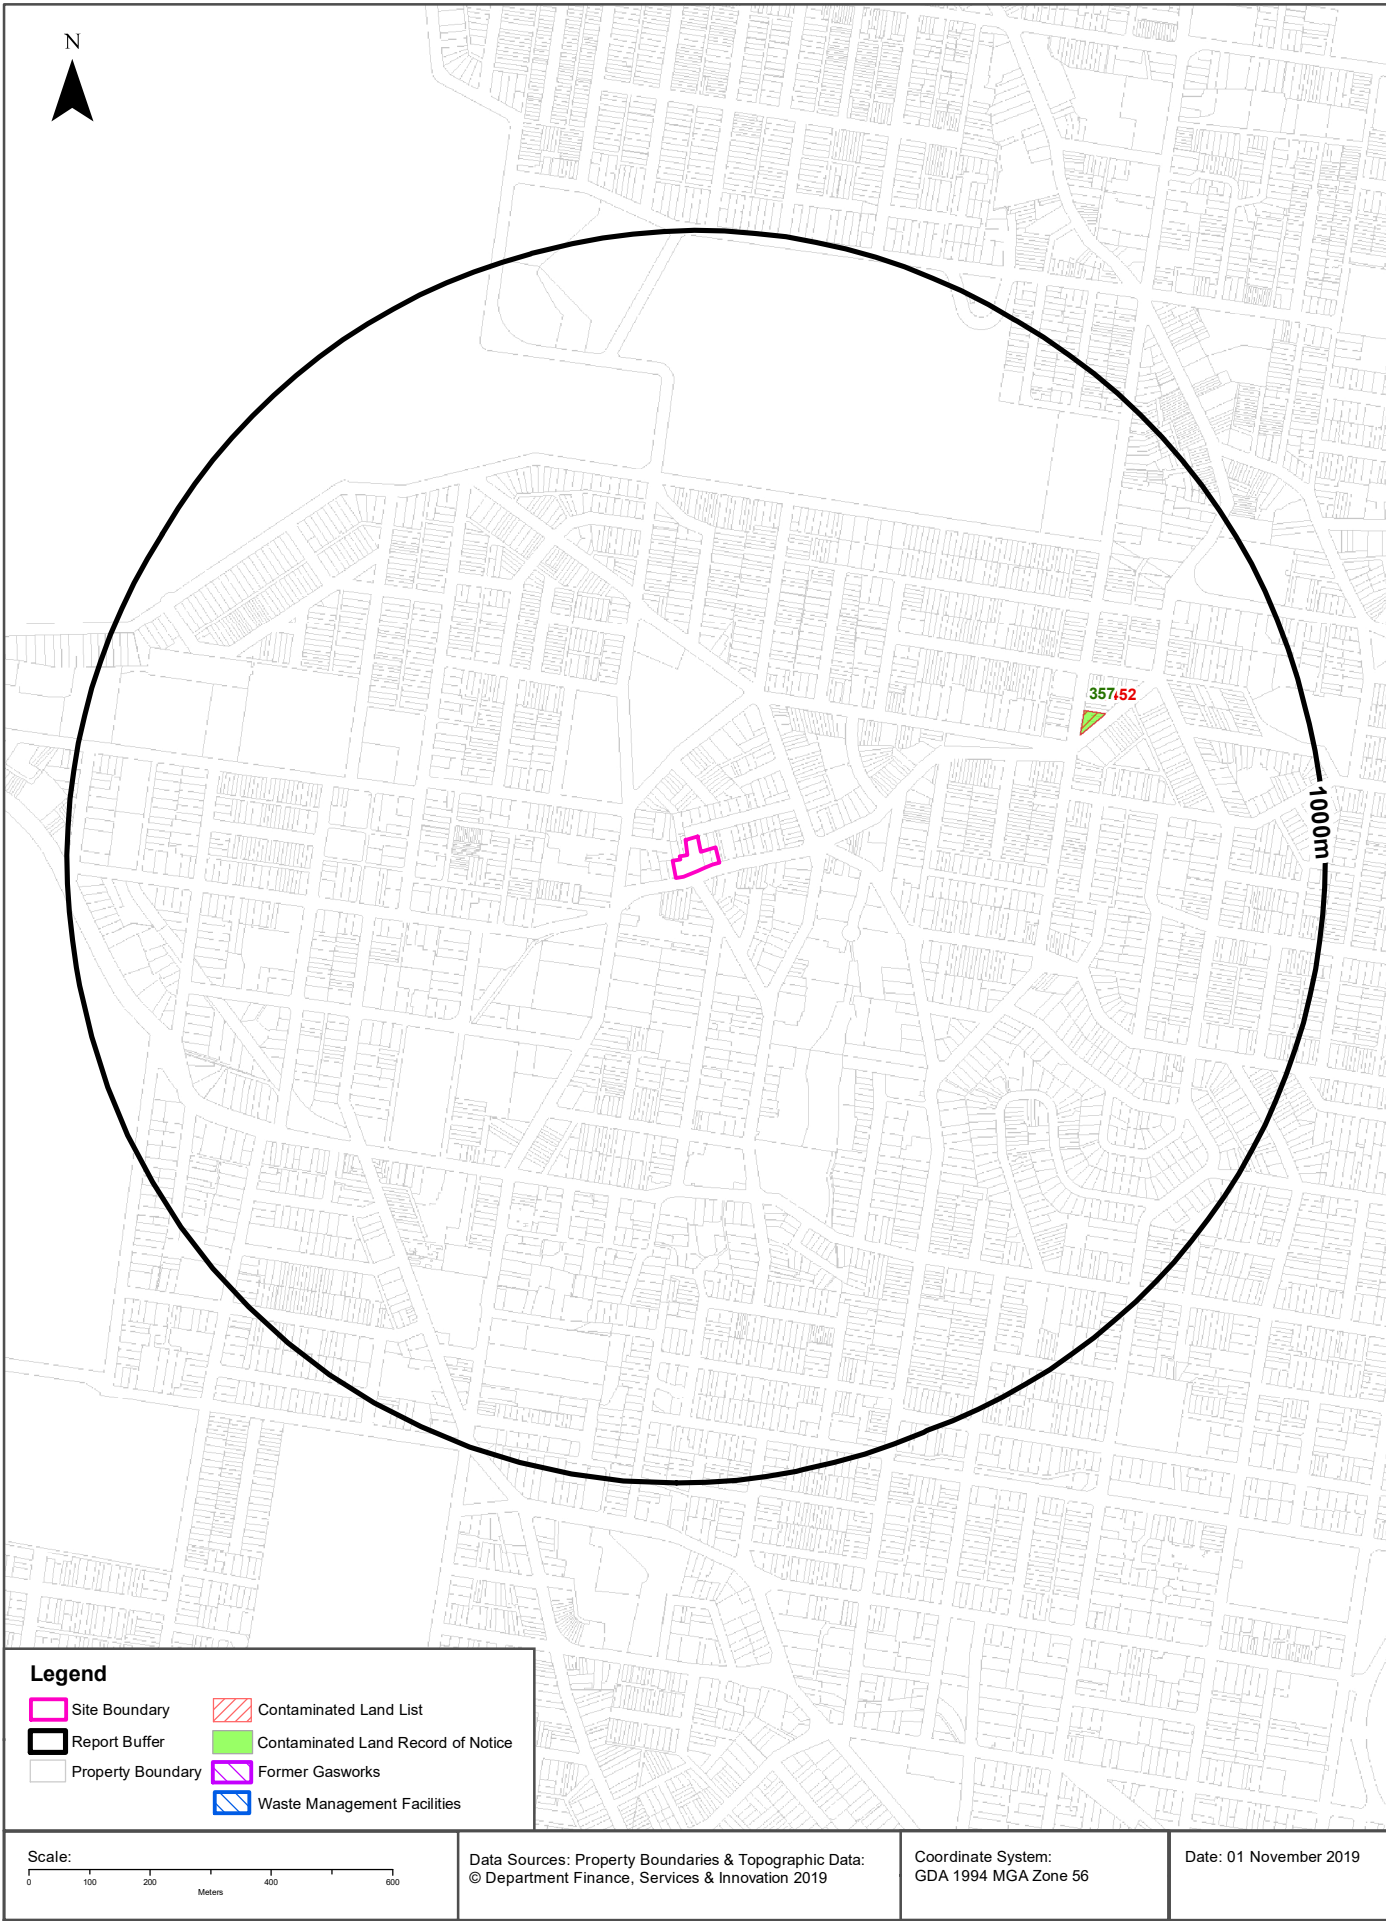 N
357
52
1000m
Legend
Site Boundary
Report Buffer
Property Boundary
Contaminated Land List
Contaminated Land Record of Notice
Former Gasworks
Waste Management Facilities
Scale:
0 100 200 400 600
Meters
Data Sources: Property Boundaries & Topographic Data:
© Department Finance, Services & Innovation 2019
Coordinate System:
GDA 1994 MGA Zone 56
Date: 01 November 2019